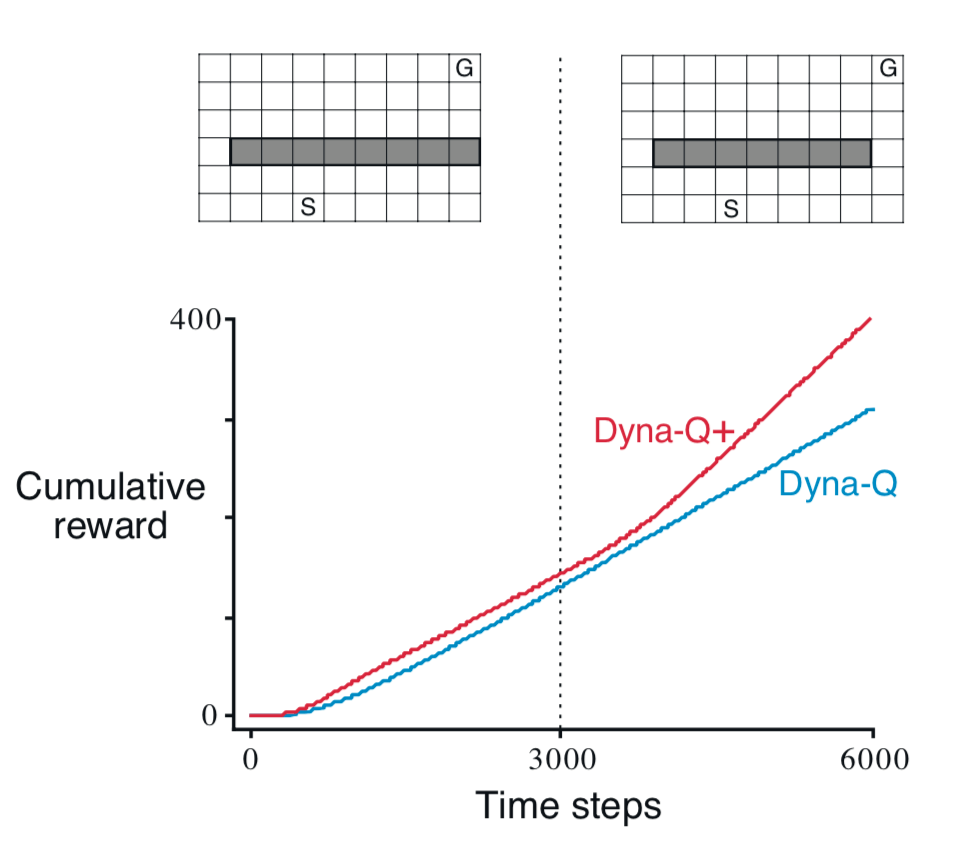 G
G
S
S
400
Dyna-Q+
Dyna-Q
Cumulative
reward
0
0
3000
6000
Time steps